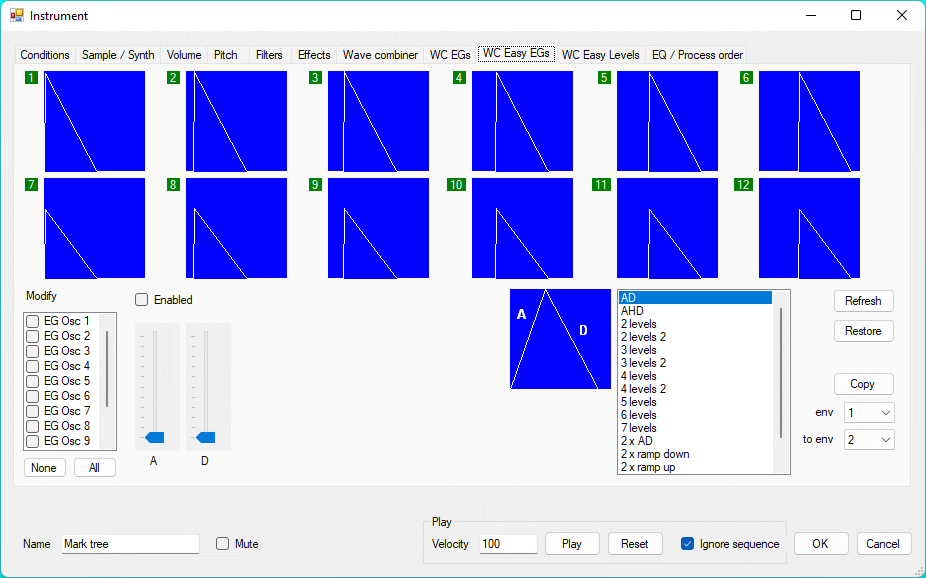 Instrument
Conditions Sample / Synth Volume Pitch Filters Effects Wave combiner WC EGs WC Easy EGs WC Easy Levels EQ / Process order
1 2 3 4 5 6
7 8 9 10 11 12
Modify
Enabled
EG Osc 1
EG Osc 2
EG Osc 3
EG Osc 4
EG Osc 5
EG Osc 6
EG Osc 7
EG Osc 8
EG Osc 9
None All
A D
A
D
AD
AHD
2 levels
2 levels 2
3 levels
3 levels 2
4 levels
4 levels 2
5 levels
6 levels
7 levels
2 x AD
2 x ramp down
2 x ramp up
Refresh
Restore
Copy
env 1
to env 2
Name Mark tree Mute
Play
Velocity 100 Play Reset Ignore sequence OK Cancel